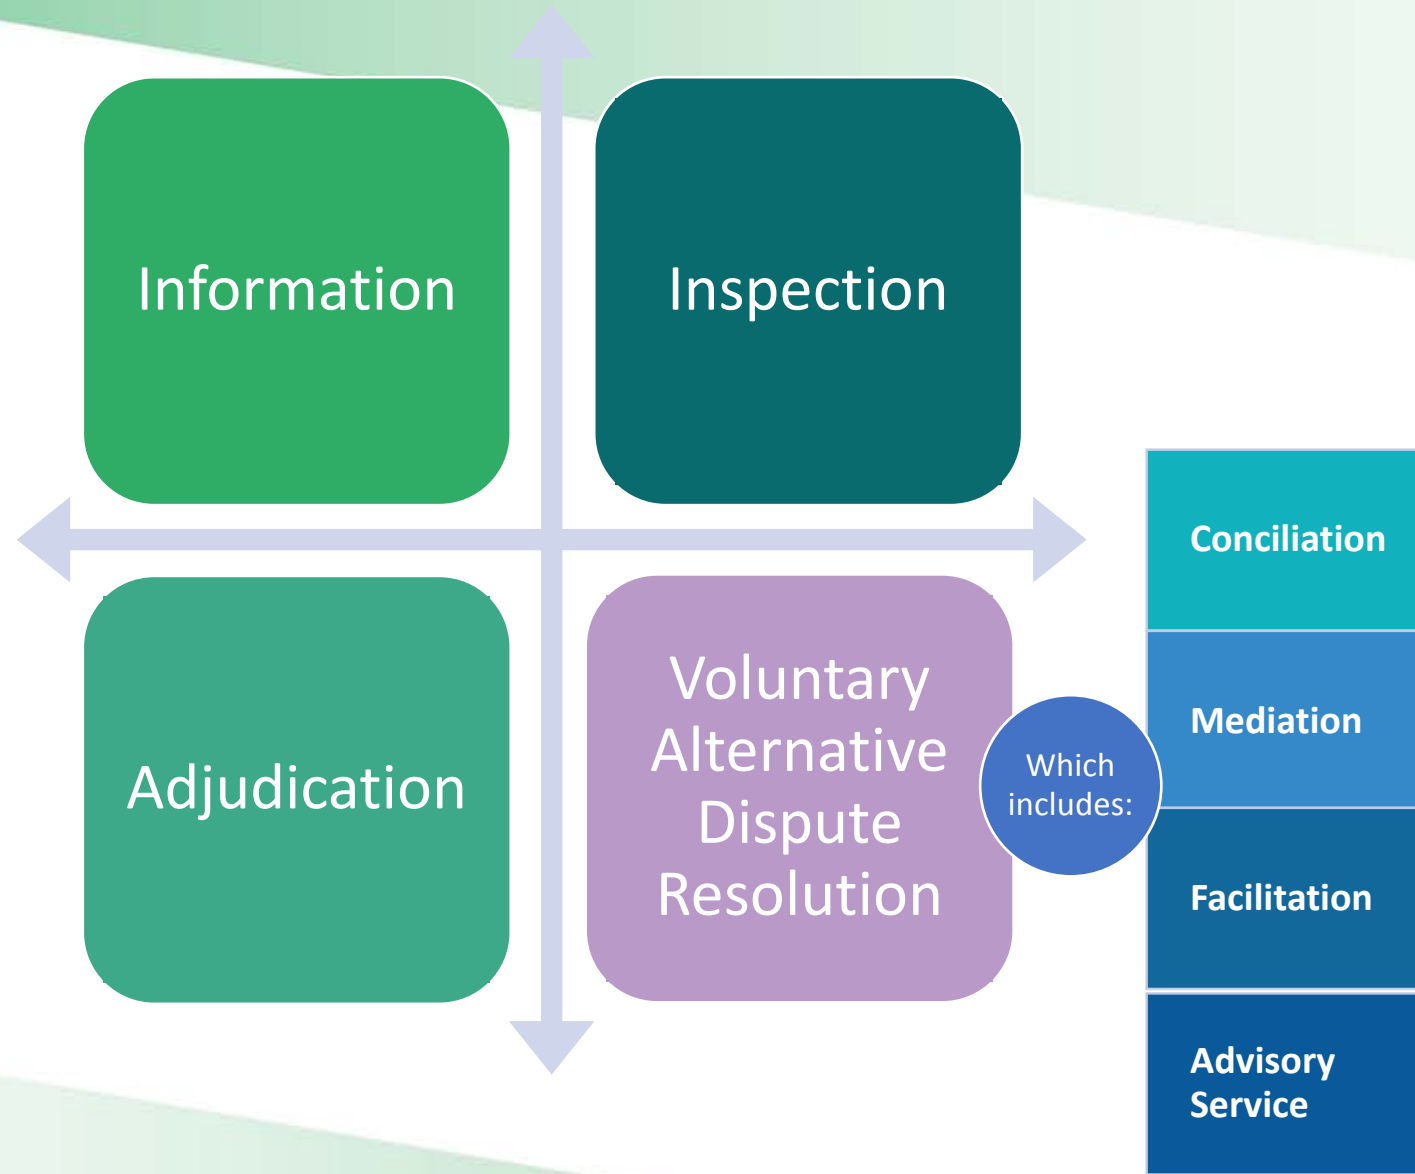 Information
Inspection
Adjudication
Voluntary
Alternative
Dispute
Resolution
Which
includes:
Conciliation
Mediation
Facilitation
Advisory
Service